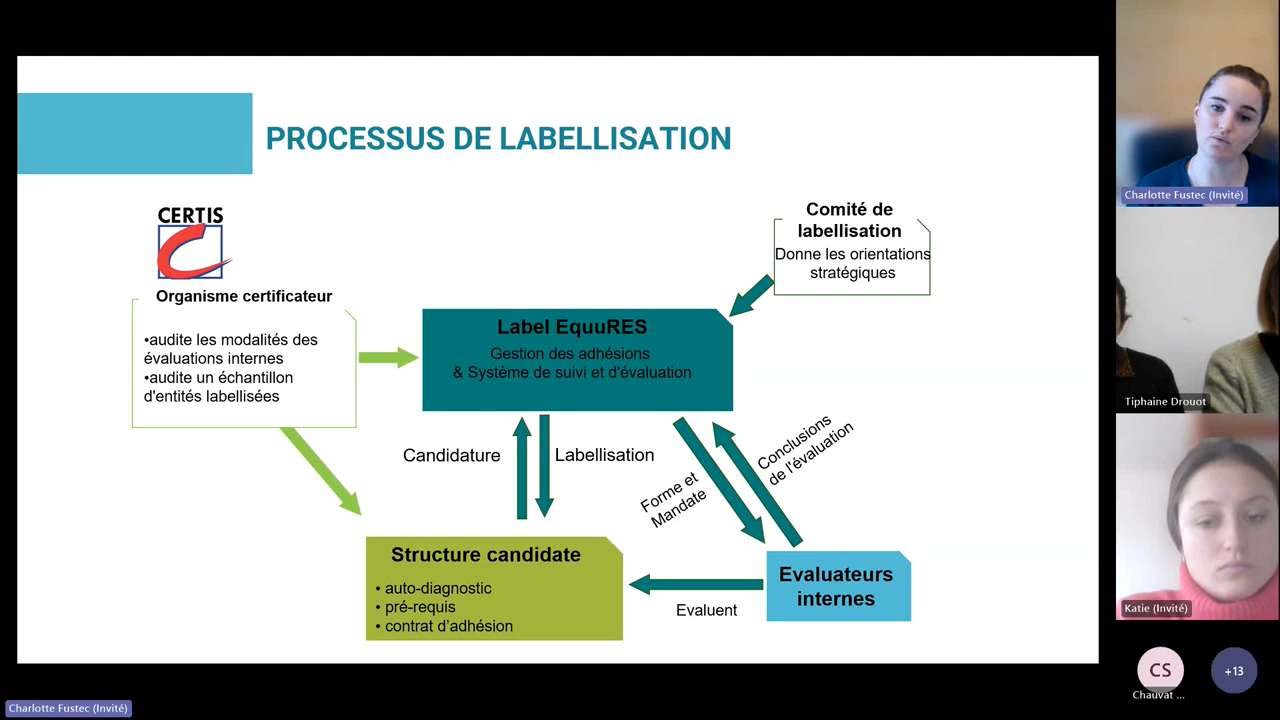 PROCESSUS DE LABELLISATION
CERTIS
Organisme certificateur
•audite les modalités des
évaluations internes
•audite un échantillon
d'entités labellisées
Comité de
labellisation
Donne les orientations
stratégiques
Label EquuRES
Gestion des adhésions
& Système de suivi et d'évaluation
Candidature
Labellisation
Forme et
Mandate
Conclusions
de l'évaluation
Structure candidate
• auto-diagnostic
• pré-requis
• contrat d'adhésion
Evaluent
Evaluateurs
internes
Charlotte Fustec (Invité)
Tiphaine Drouot
Katie (Invité)
CS
Chauvat ...
+13
Charlotte Fustec (Invité)